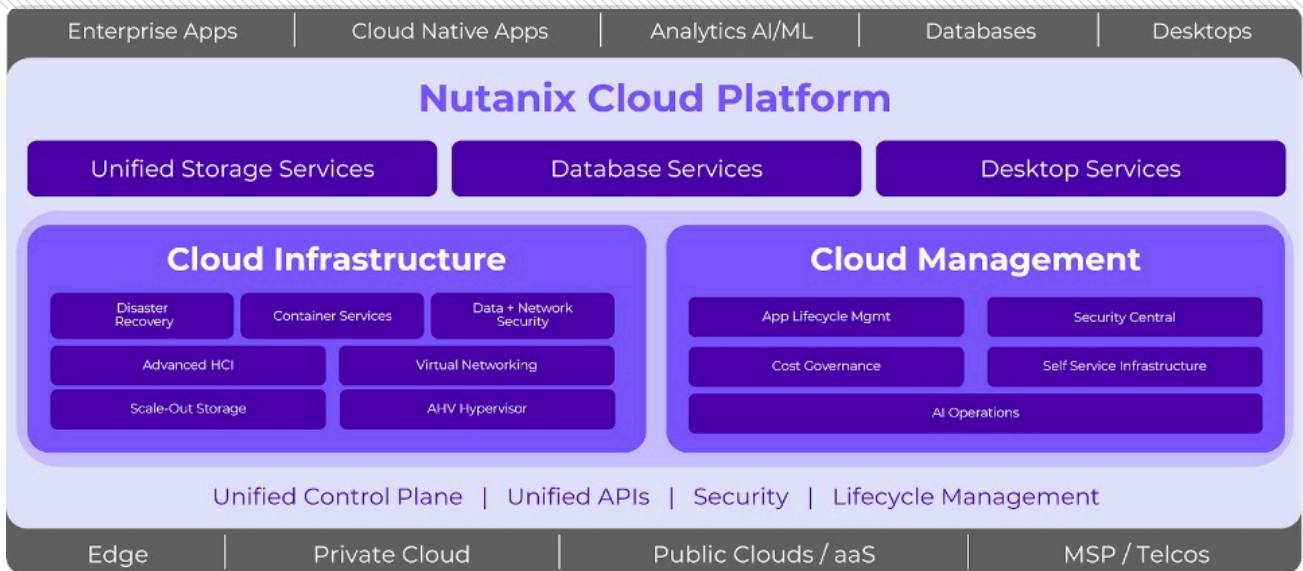 Enterprise Apps | Cloud Native Apps | Analytics AI/ML | Databases | Desktops
Nutanix Cloud Platform
Unified Storage Services
Database Services
Desktop Services
Cloud Infrastructure
Disaster
Recovery
Container Services
Data + Network
Security
Advanced HCI
Virtual Networking
Scale-Out Storage
AHV Hypervisor
Cloud Management
App Lifecycle Mgmt
Security Central
Cost Governance
Self Service Infrastructure
AI Operations
Unified Control Plane | Unified APIs | Security | Lifecycle Management
Edge | Private Cloud | Public Clouds / aaS | MSP / Telcos